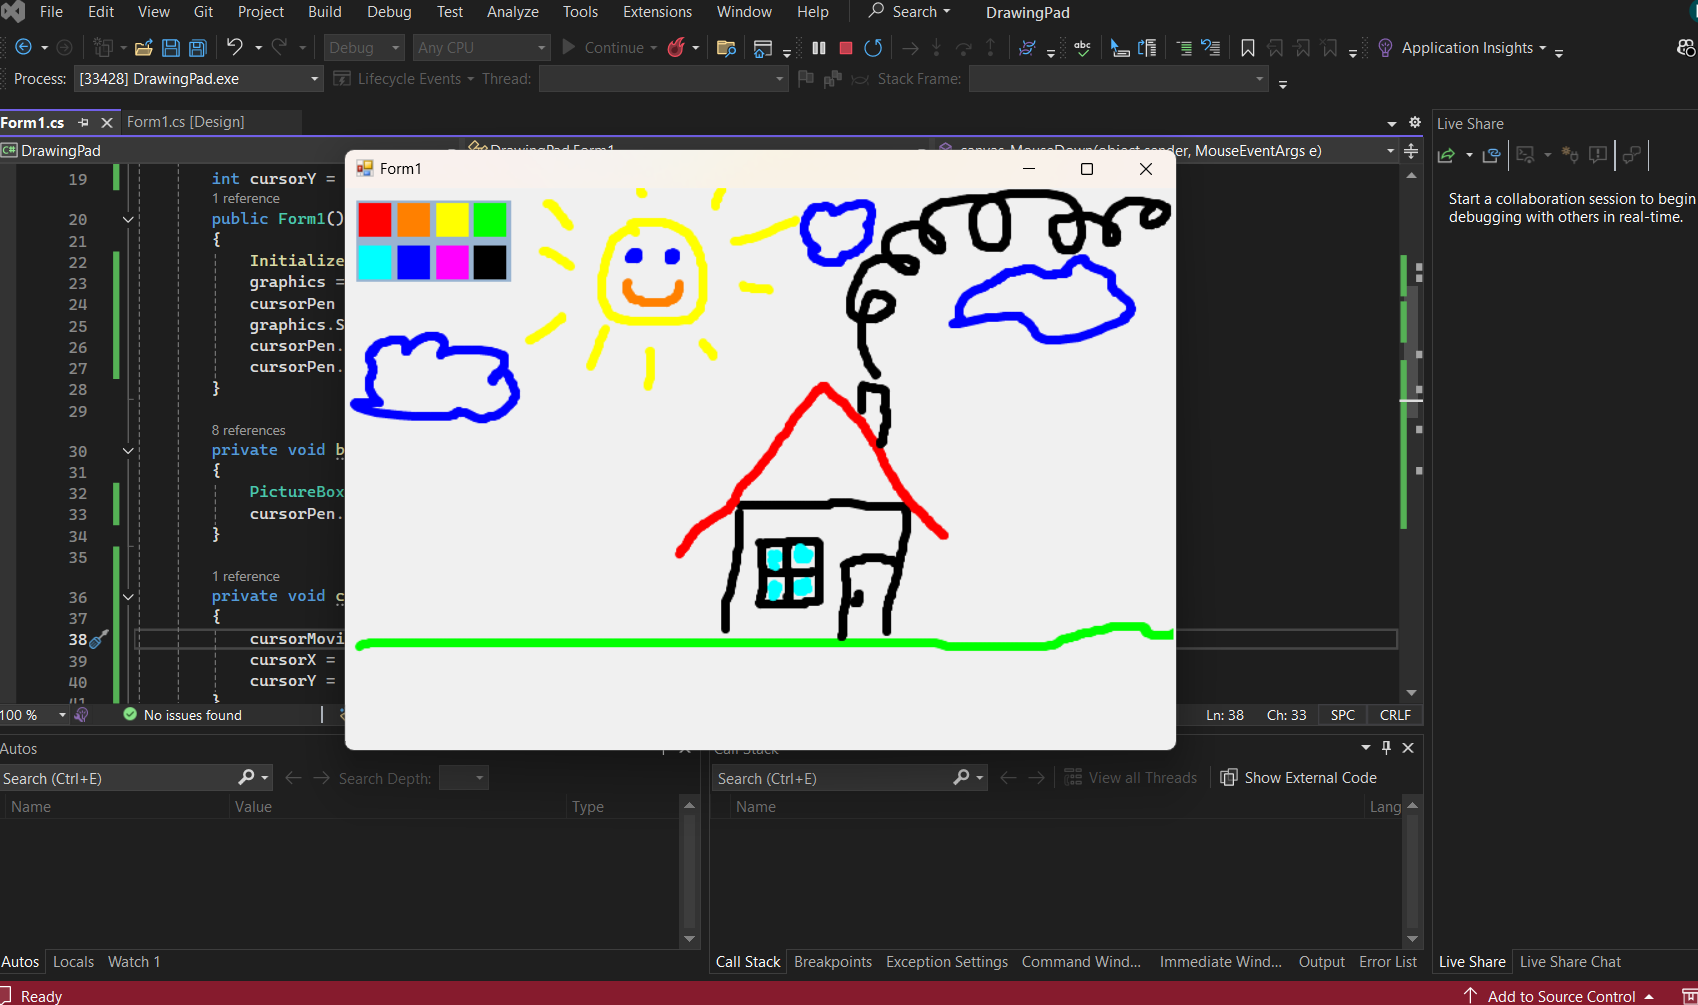 File Edit View Git Project Build Debug Test Analyze Tools Extensions Window Help Search DrawingPad
Debug Any CPU Continue Application Insights
Process: [33428] DrawingPad.exe Lifecycle Events Thread: Stack Frame:
Form1.cs Form1.cs [Design]
DrawingPad DrawingPad.Form1 canvas_MouseDown(object sender, MouseEventArgs e)
19 int cursorY =
1 reference
20 public Form1()
21 {
22 Initialize
23 graphics =
24 cursorPen
25 graphics.S
26 cursorPen.
27 cursorPen.
28 }
29
8 references
30 private void b
31 {
32 PictureBox
33 cursorPen.
34 }
35
1 reference
36 private void c
37 {
38 cursorMovi
39 cursorX =
40 cursorY =
41 }
Form1
100 % No issues found Ln: 38 Ch: 33 SPC CRLF
Live Share
Start a collaboration session to begin
debugging with others in real-time.
Autos
Search (Ctrl+E) Search Depth:
Name Value Type
Autos Locals Watch 1
Call Stack
Search (Ctrl+E) View all Threads Show External Code
Name Lang
Call Stack Breakpoints Exception Settings Command Wind... Immediate Wind... Output Error List
Live Share Live Share Chat
Ready Add to Source Control